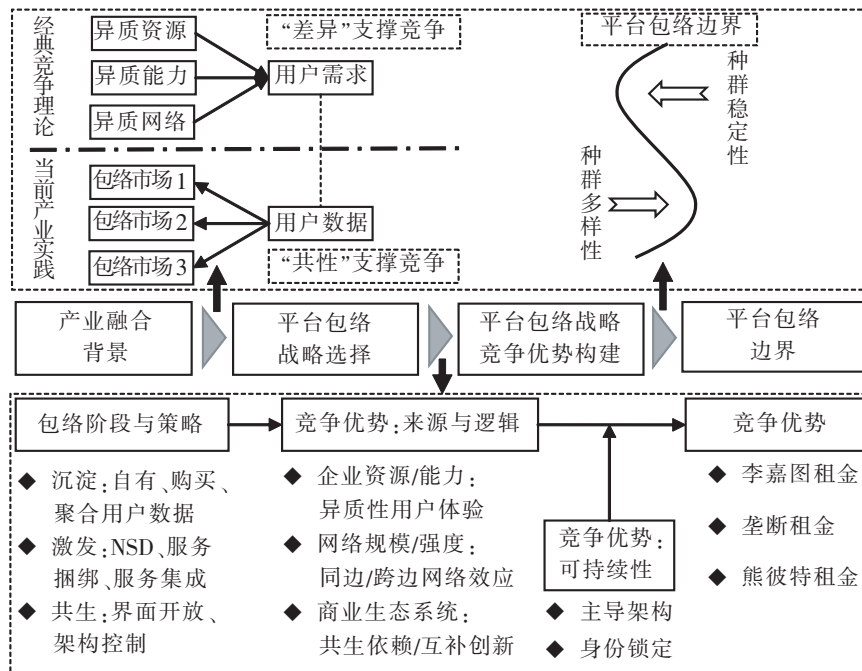 经典竞争理论
异质资源
异质能力
异质网络
“差异”支撑竞争
用户需求
当前产业实践
包络市场1
包络市场2
包络市场3
用户数据
“共性”支撑竞争
平台包络边界
种群稳定性
种群多样性
产业融合
背景
平台包络
战略选择
平台包络战略
竞争优势构建
平台包络
边界
包络阶段与策略
◆ 沉淀:自有、购买、
聚合用户数据
◆ 激发:NSD、服务
捆绑、服务集成
◆ 共生:界面开放、
架构控制
竞争优势:来源与逻辑
◆ 企业资源/能力:
异质性用户体验
◆ 网络规模/强度:
同边/跨边网络效应
◆ 商业生态系统:
共生依赖/互补创新
竞争优势:
可持续性
◆ 主导架构
◆ 身份锁定
竞争优势
◆ 李嘉图租金
◆ 垄断租金
◆ 熊彼特租金